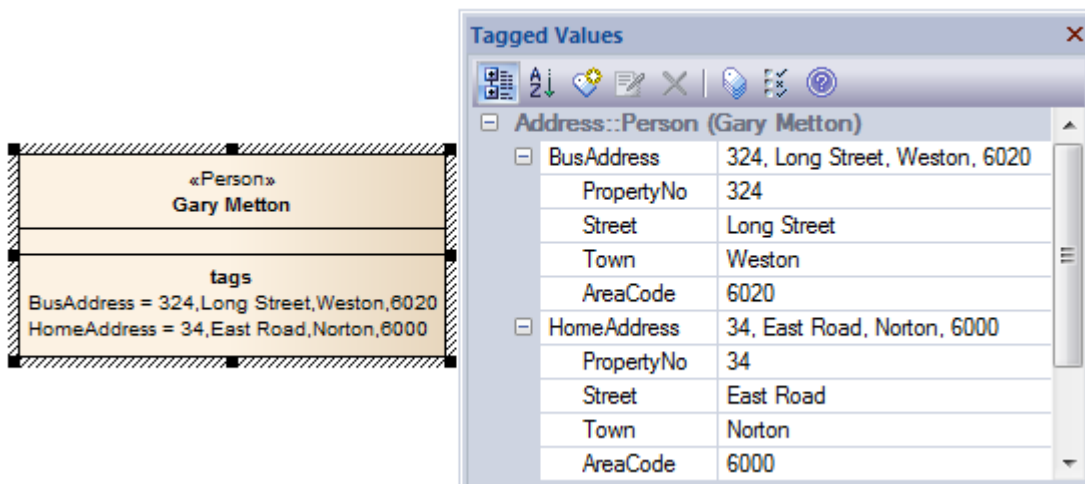 «Person»
Gary Metton
tags
BusAddress = 324,Long Street,Weston,6020
HomeAddress = 34,East Road,Norton,6000
Tagged Values
Address::Person (Gary Metton)
BusAddress 324, Long Street, Weston, 6020
PropertyNo 324
Street Long Street
Town Weston
AreaCode 6020
HomeAddress 34, East Road, Norton, 6000
PropertyNo 34
Street East Road
Town Norton
AreaCode 6000